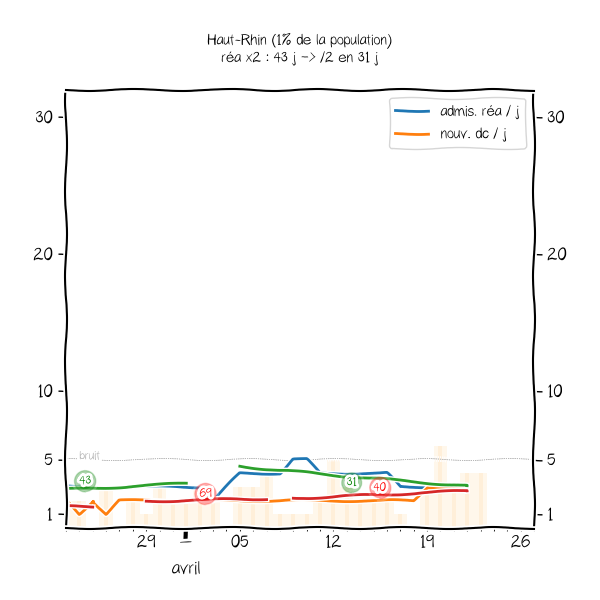 Haut-Rhin (1% de la population)
réa x2 : 43 j -> /2 en 31 j
admis. réa / j
nouv. dc / j
30 30
20 20
10 10
5 bruit 5
43 69 31 40
1 1
29 1 05 12 19 26
avril